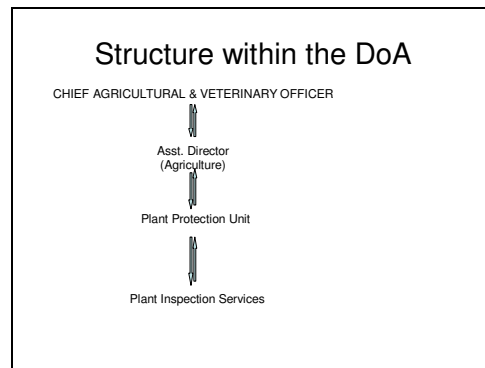 Structure within the DoA
CHIEF AGRICULTURAL & VETERINARY OFFICER
Asst. Director
(Agriculture)
Plant Protection Unit
Plant Inspection Services